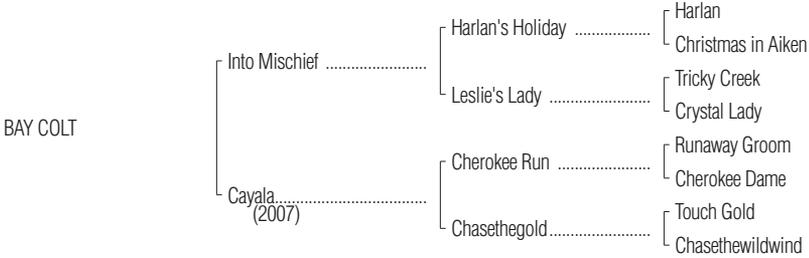 Harlan
Harlan's Holiday ..................
Christmas in Aiken
Into Mischief ........................
Tricky Creek
Leslie's Lady ........................
Crystal Lady
BAY COLT
Runaway Groom
Cherokee Run ......................
Cherokee Dame
Cayala....................................
(2007)
Touch Gold
Chasethegold........................
Chasethewildwind